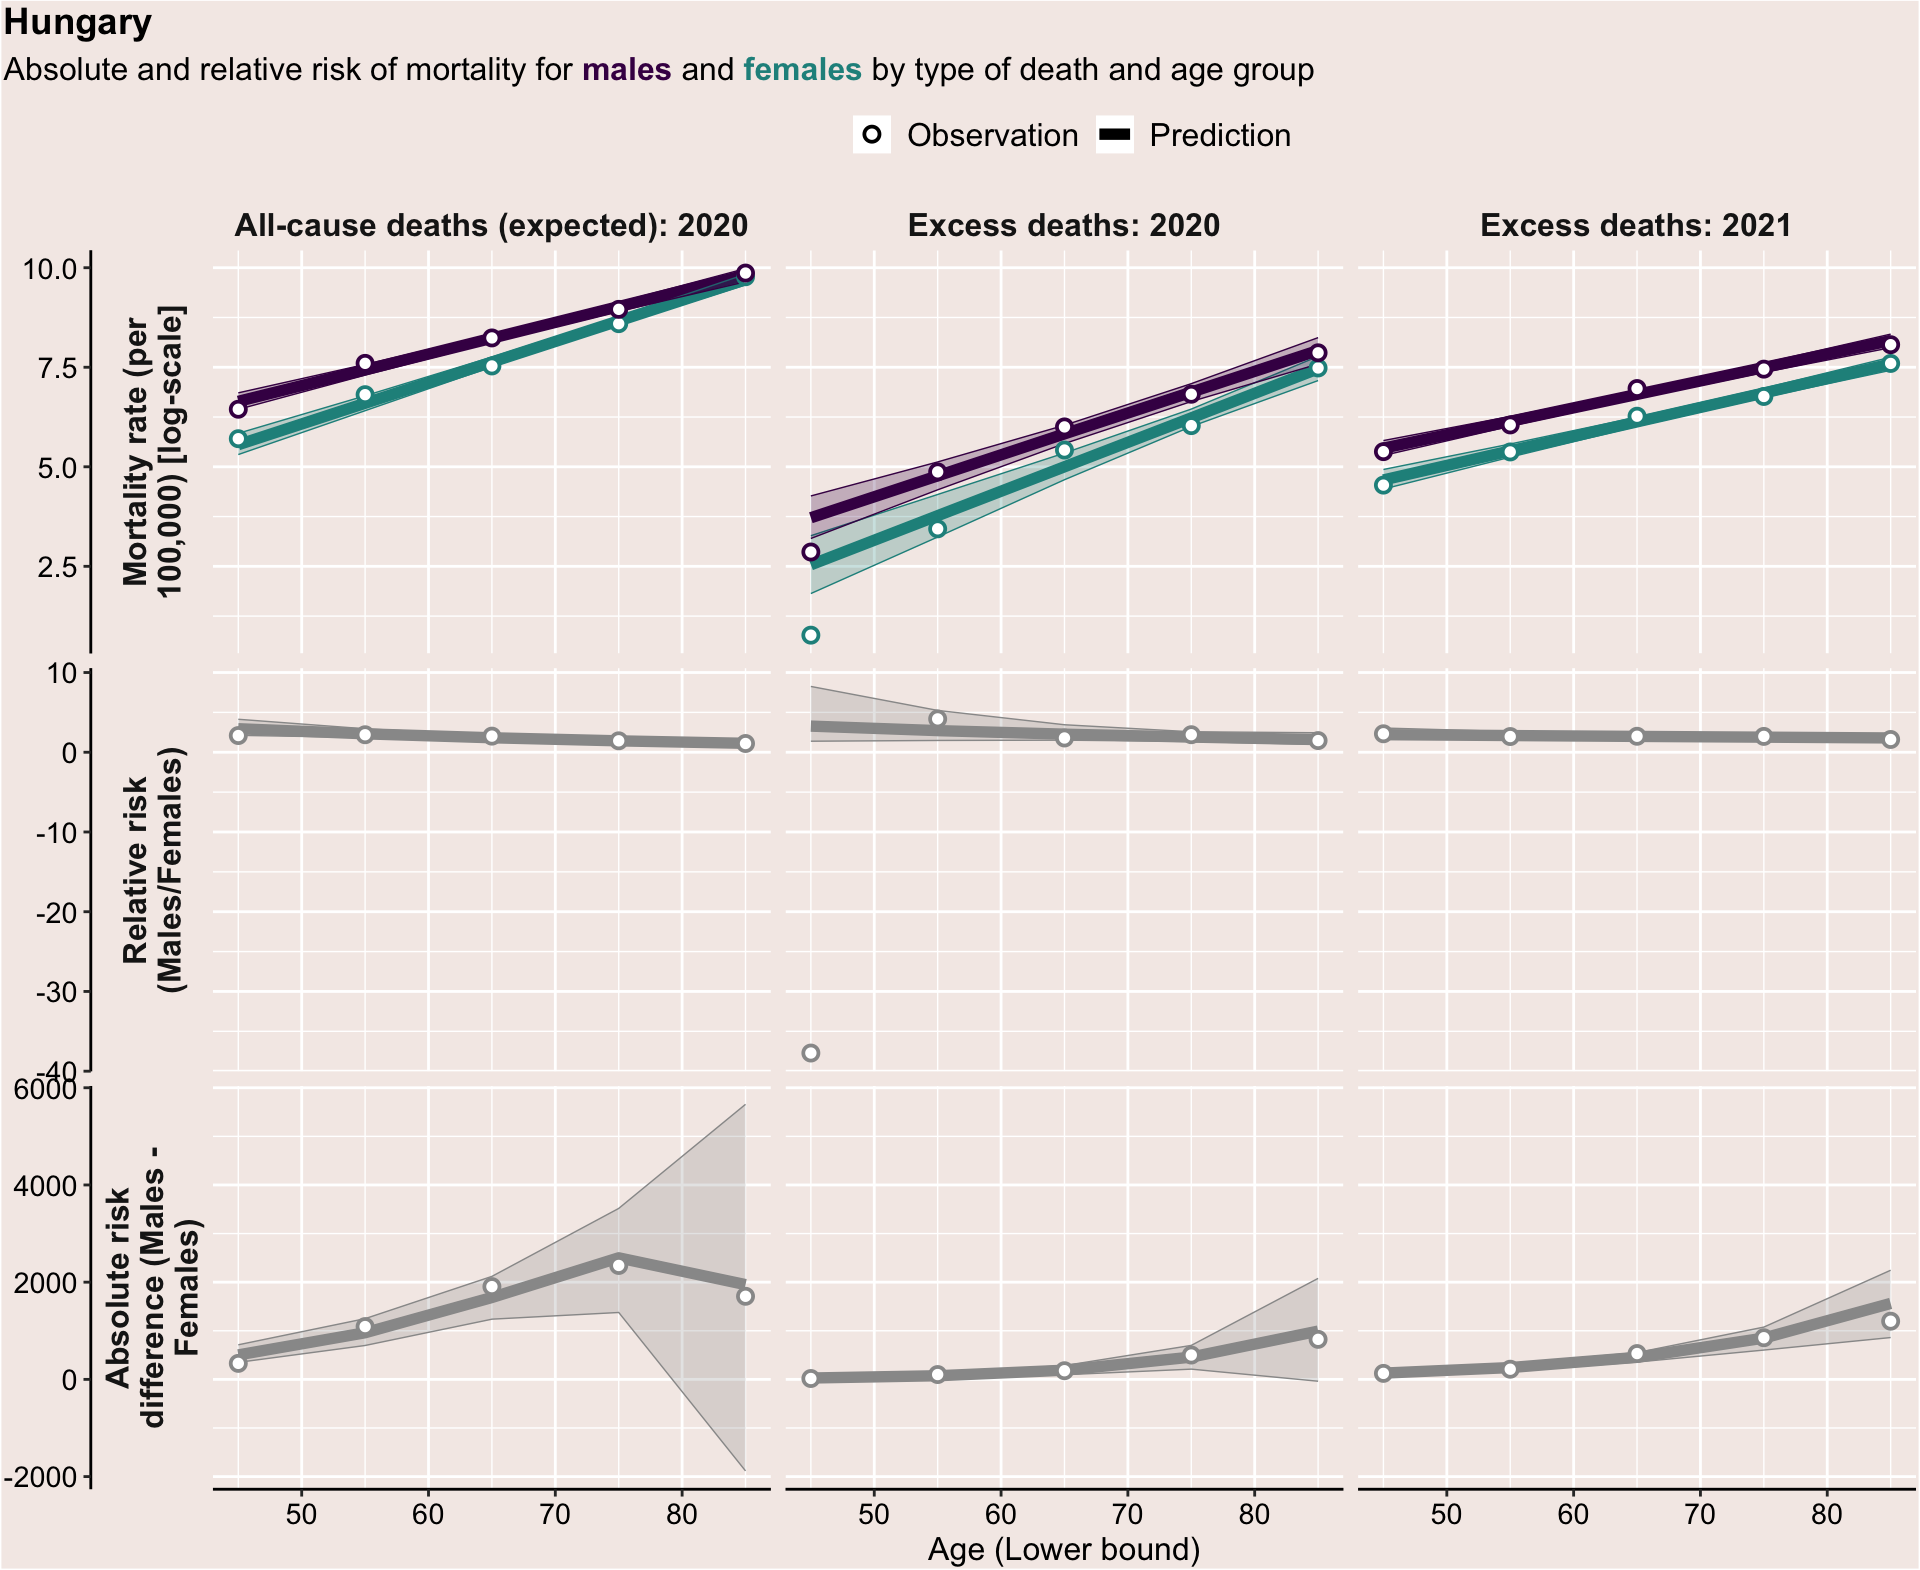 Hungary
Absolute and relative risk of mortality for males and females by type of death and age group
Observation Prediction
All-cause deaths (expected): 2020 Excess deaths: 2020 Excess deaths: 2021
Mortality rate (per
100,000) [log-scale]
10.0
7.5
5.0
2.5
Relative risk
(Males/Females)
10
0
-10
-20
-30
-40
Absolute risk
difference (Males -
Females)
6000
4000
2000
0
-2000
50 60 70 80 50 60 70 80 50 60 70 80
Age (Lower bound)